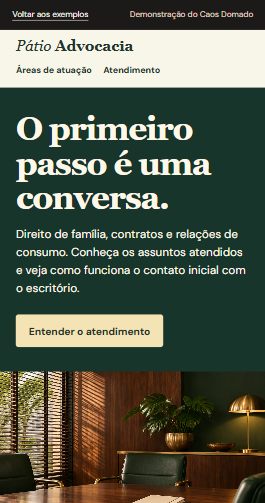 Voltar aos exemplos
Demonstração do Caos Domado
Pátio Advocacia
Áreas de atuação
Atendimento
O primeiro
passo é uma
conversa.
Direito de família, contratos e relações de
consumo. Conheça os assuntos atendidos
e veja como funciona o contato inicial com
o escritório.
Entender o atendimento